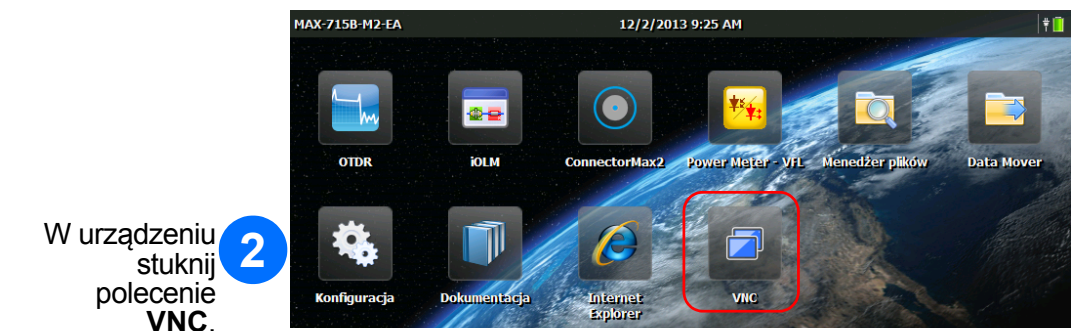 MAX-715B-M2-EA 12/2/2013 9:25 AM
OTDR iOLM ConnectorMax2 Power Meter - VFL Menedżer plików Data Mover
W urządzeniu
stuknij
polecenie
VNC.
2
Konfiguracja Dokumentacja Internet Explorer VNC